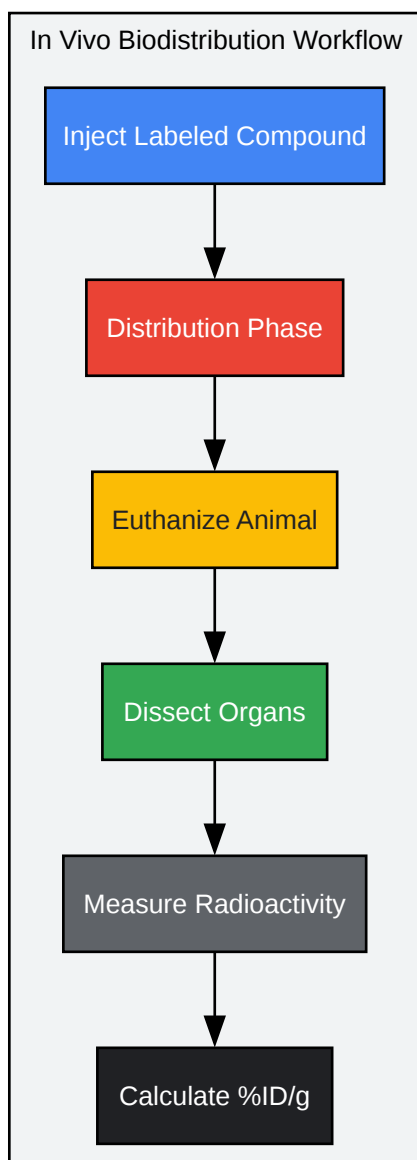 In Vivo Biodistribution Workflow
Inject Labeled Compound
Distribution Phase
Euthanize Animal
Dissect Organs
Measure Radioactivity
Calculate %ID/g